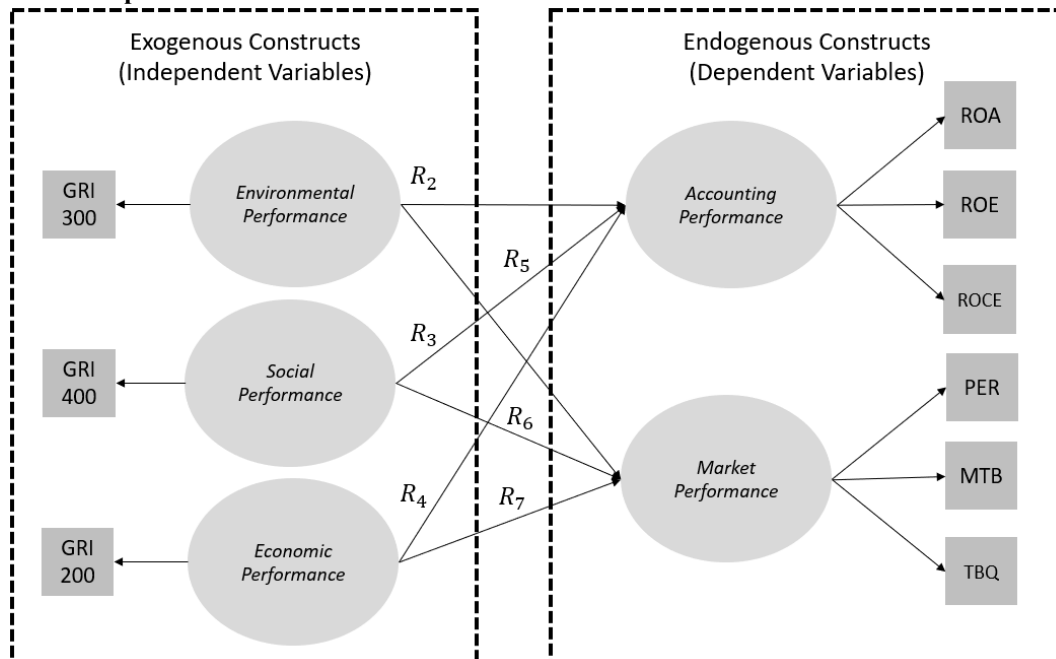 Exogenous Constructs
(Independent Variables)
Endogenous Constructs
(Dependent Variables)
GRI
300
Environmental
Performance
R₂
Accounting
Performance
ROA
ROE
ROCE
R₅
GRI
400
Social
Performance
R₃
R₆
Market
Performance
PER
MTB
TBQ
GRI
200
Economic
Performance
R₄
R₇